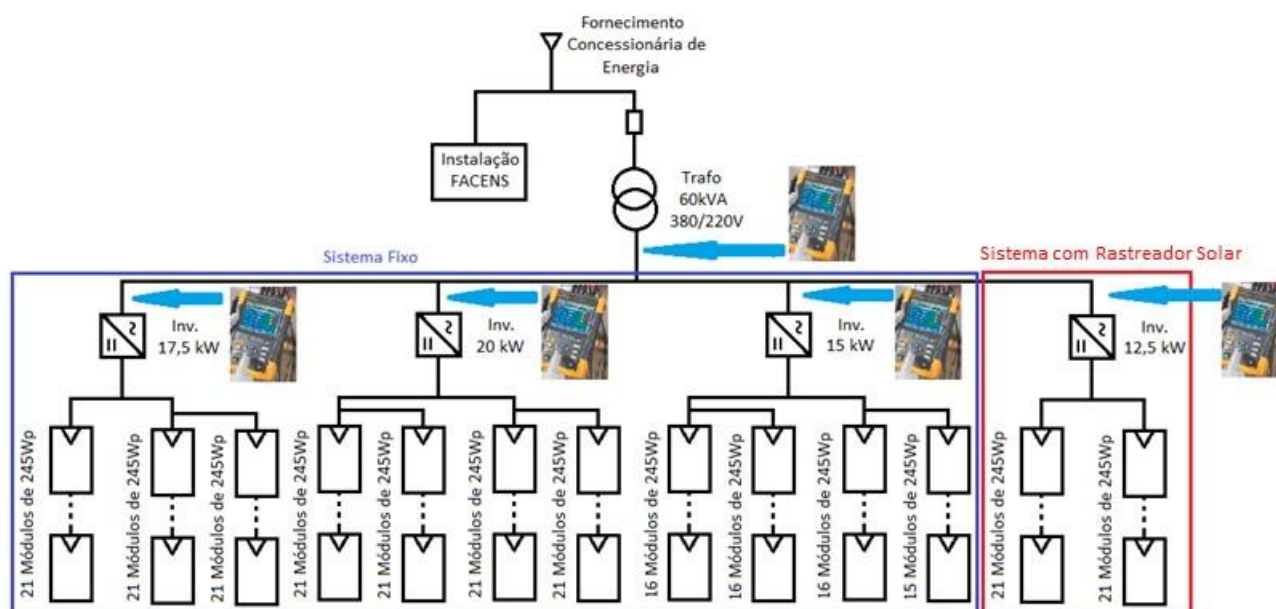 Fornecimento
Concessionária de
Energia
Instalação
FACENS
Trafo
60kVA
380/220V
Sistema Fixo
Sistema com Rastreador Solar
Inv.
17,5 kW
Inv.
20 kW
Inv.
15 kW
Inv.
12,5 kW
21 Módulos de 245Wp
21 Módulos de 245Wp
21 Módulos de 245Wp
21 Módulos de 245Wp
21 Módulos de 245Wp
21 Módulos de 245Wp
21 Módulos de 245Wp
16 Módulos de 245Wp
16 Módulos de 245Wp
16 Módulos de 245Wp
15 Módulos de 245Wp
21 Módulos de 245Wp
21 Módulos de 245Wp